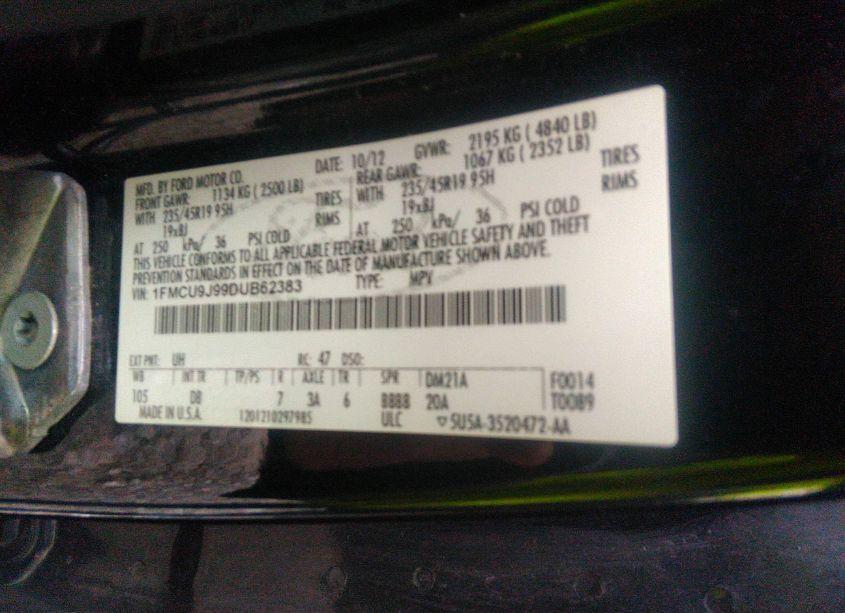 MFD. BY FORD MOTOR CO. DATE: 10/12 GVWR: 2195 KG ( 4840 LB)
FRONT GAWR: 1134 KG ( 2500 LB) REAR GAWR: 1067 KG ( 2352 LB)
WITH 235/45R19 95H TIRES WITH 235/45R19 95H TIRES
19x8J RIMS 19x8J RIMS
AT 250 kPa/ 36 PSI COLD AT 250 kPa/ 36 PSI COLD
THIS VEHICLE CONFORMS TO ALL APPLICABLE FEDERAL MOTOR VEHICLE SAFETY AND THEFT
PREVENTION STANDARDS IN EFFECT ON THE DATE OF MANUFACTURE SHOWN ABOVE.
VIN: 1FMCU9J99DUB62383 TYPE: MPV
EXT PNT: UH RC: 47 DSO:
WB INT TR TP/PS R AXLE TR SPR DM21A F0014
105 D8 7 3A 6 8888 20A T0089
MADE IN U.S.A. 1201210297985 ULC ▽5U5A-3520472-AA